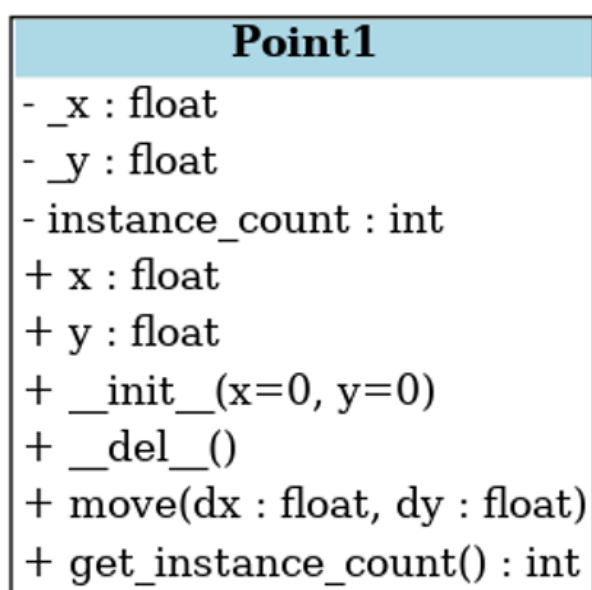 Point1
- _x : float
- _y : float
- instance_count : int
+ x : float
+ y : float
+ __init__(x=0, y=0)
+ __del__()
+ move(dx : float, dy : float)
+ get_instance_count() : int